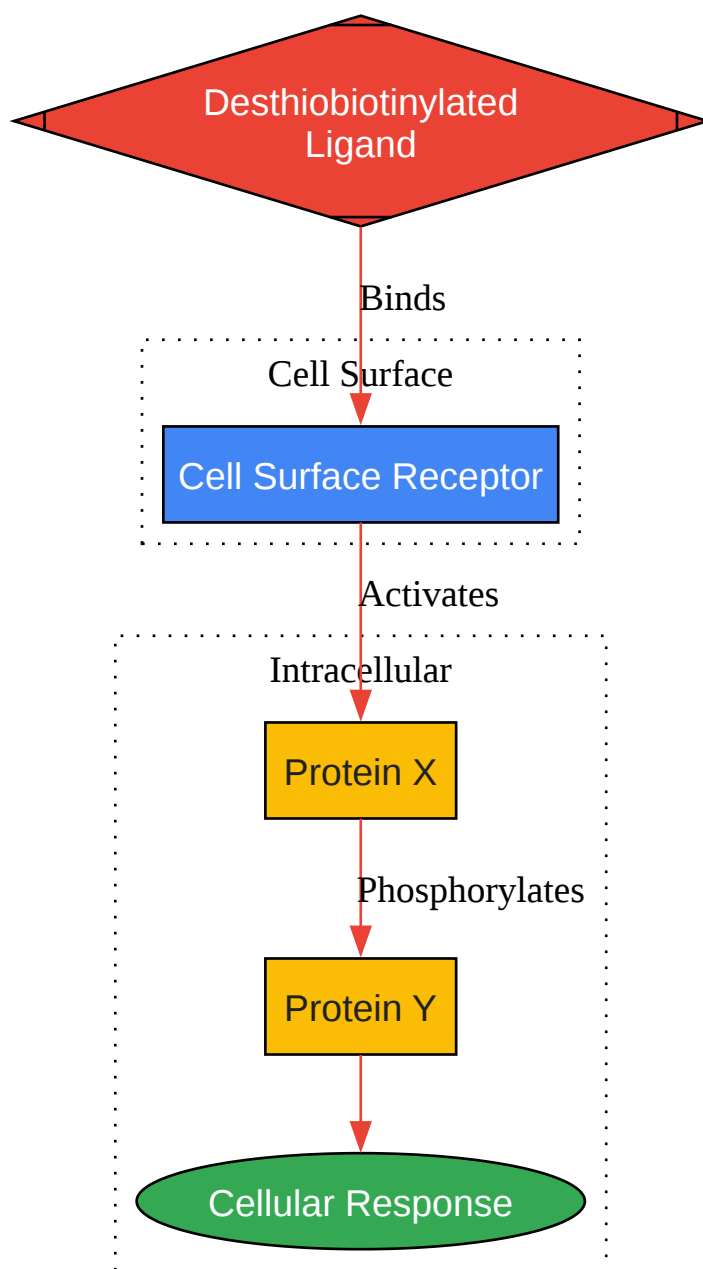 Desthiobiotinylated
Ligand
Binds
Cell Surface
Cell Surface Receptor
Activates
Intracellular
Protein X
Phosphorylates
Protein Y
Cellular Response